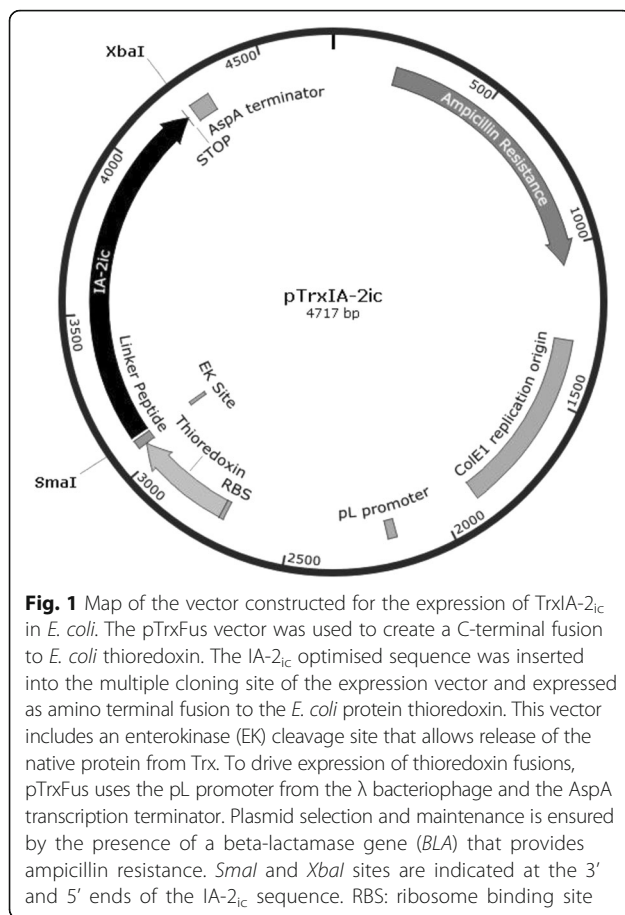 XbaI
4500
AspA terminator
STOP
500
Ampicillin Resistance
1000
4000
IA-2ic
pTrxIA-2ic
4717 bp
3500
Linker Peptide
EK Site
Thioredoxin
RBS
SmaI
3000
ColE1 replication origin
1500
pL promoter
2000
2500
Fig. 1 Map of the vector constructed for the expression of TrxIA-2ic
in E. coli. The pTrxFus vector was used to create a C-terminal fusion
to E. coli thioredoxin. The IA-2ic optimised sequence was inserted
into the multiple cloning site of the expression vector and expressed
as amino terminal fusion to the E. coli protein thioredoxin. This vector
includes an enterokinase (EK) cleavage site that allows release of the
native protein from Trx. To drive expression of thioredoxin fusions,
pTrxFus uses the pL promoter from the λ bacteriophage and the AspA
transcription terminator. Plasmid selection and maintenance is ensured
by the presence of a beta-lactamase gene (BLA) that provides
ampicillin resistance. SmaI and XbaI sites are indicated at the 3′
and 5′ ends of the IA-2ic sequence. RBS: ribosome binding site